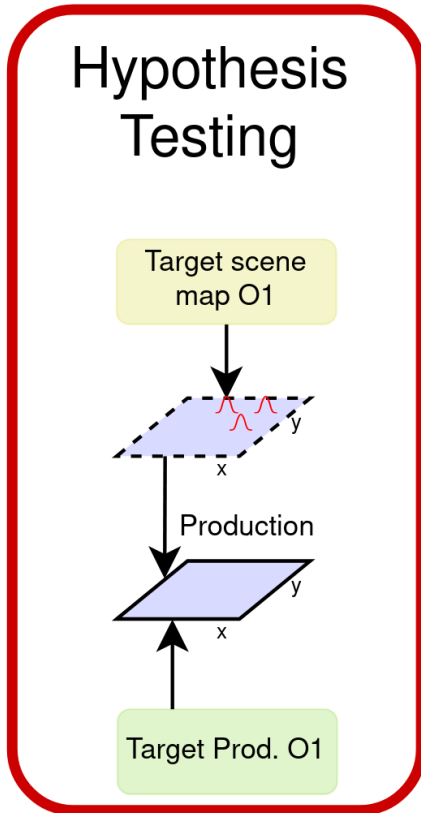 Hypothesis
Testing
Target scene
map O1
y
x
Production
y
x
Target Prod. O1